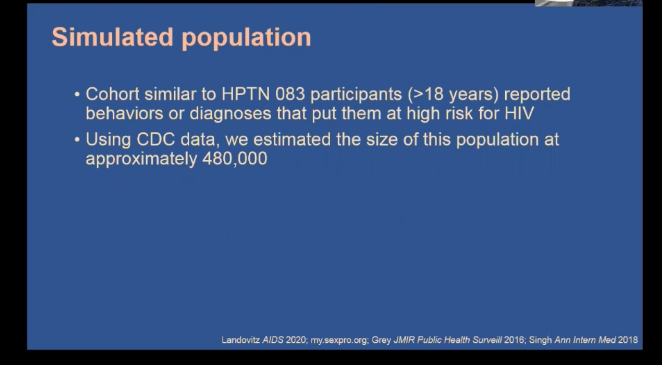 Simulated population
• Cohort similar to HPTN 083 participants (>18 years) reported
behaviors or diagnoses that put them at high risk for HIV
• Using CDC data, we estimated the size of this population at
approximately 480,000
Landovitz AIDS 2020; my.sexpro.org; Grey JMIR Public Health Surveill 2016; Singh Ann Intern Med 2018